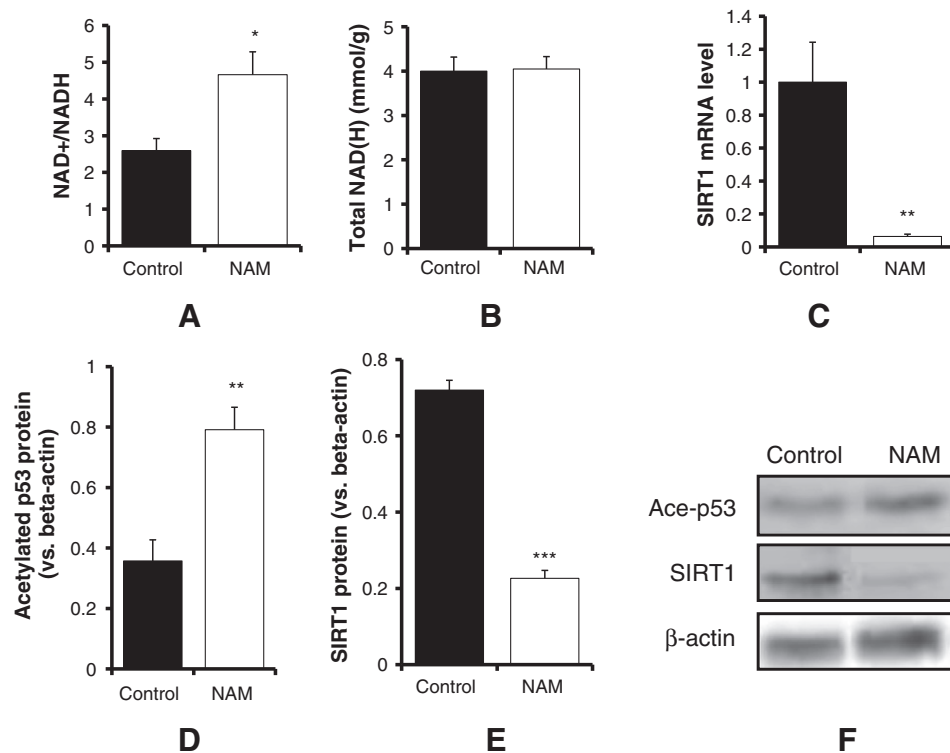 NAD+/NADH
6
5
4
3
2
1
0
*
Control NAM
A
Total NAD(H) (mmol/g)
5
4
3
2
1
0
Control NAM
B
SIRT1 mRNA level
1.4
1.2
1
0.8
0.6
0.4
0.2
0
**
Control NAM
C
Acetylated p53 protein
(vs. beta-actin)
1
0.8
0.6
0.4
0.2
0
**
Control NAM
D
SIRT1 protein (vs. beta-actin)
0.8
0.6
0.4
0.2
0
***
Control NAM
E
Control NAM
Ace-p53
SIRT1
β-actin
F